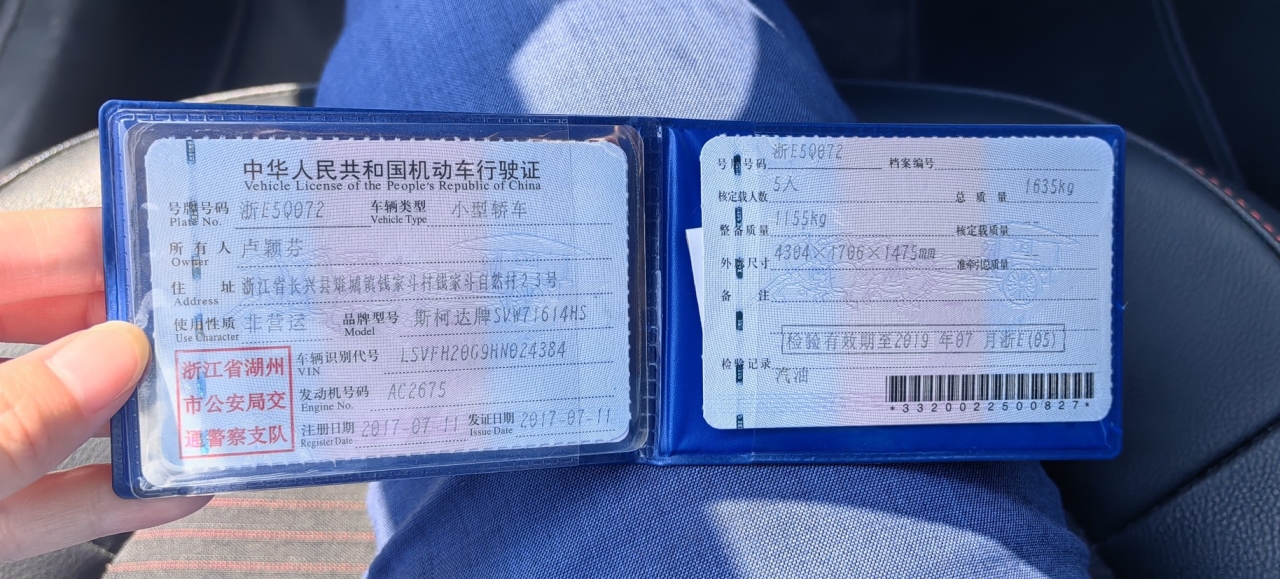 中华人民共和国机动车行驶证
Vehicle License of the People's Republic of China
号牌号码 浙E5Q072 车辆类型 小型轿车
Plate No. Vehicle Type
所有人 卢颖芬
Owner
住址 浙江省长兴县雉城镇钱家斗村钱家斗自然村23号
Address
使用性质 非营运 品牌型号 斯柯达牌SVW71614HS
Use Character Model
浙江省湖州
市公安局交
通警察支队
车辆识别代号 LSVFH20G9HN024384
VIN
发动机号码 AC2675
Engine No.
注册日期 2017-07-11 发证日期 2017-07-11
Register Date Issue Date
号牌号码 浙E5Q072 档案编号
核定载人数 5人 总质量 1635kg
整备质量 1155kg 核定载质量 --
外廓尺寸 4304×1706×1475mm 准牵引总质量 --
备注
检验有效期至2019年07月浙E(05)
检验记录
汽油
*3320022500827*